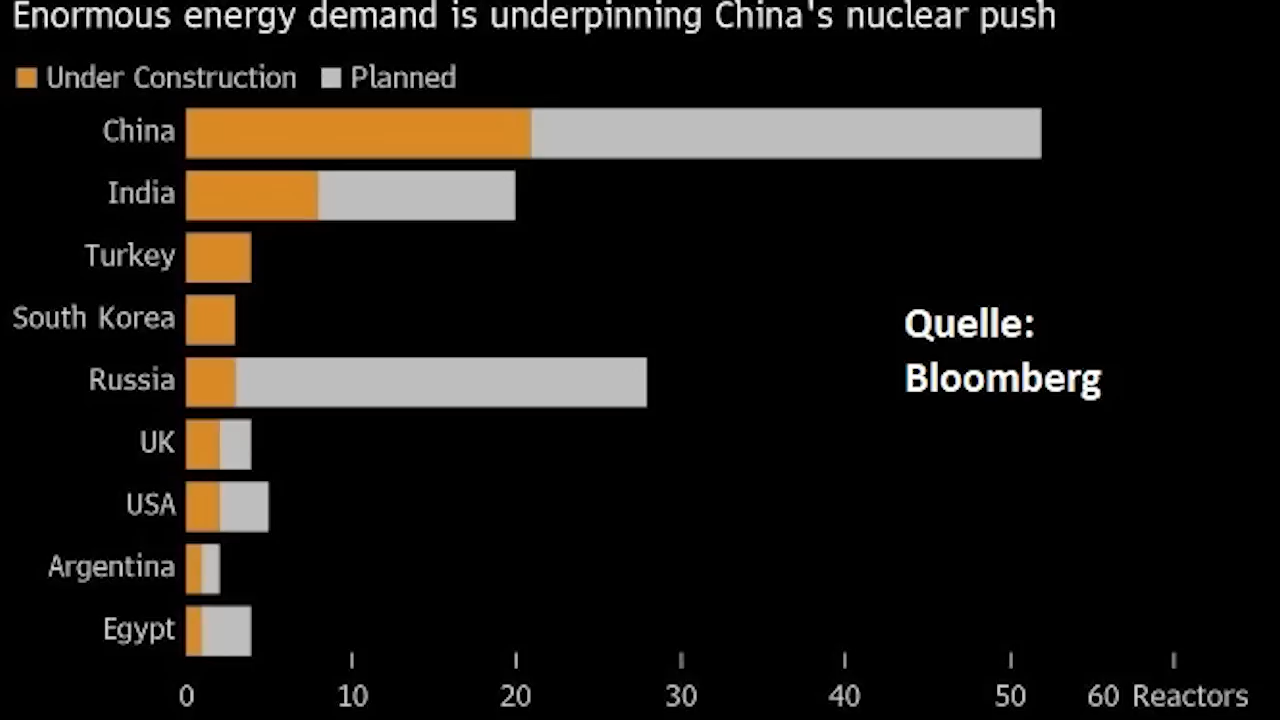 Enormous energy demand is underpinning China's nuclear push
Under Construction Planned
China
India
Turkey
South Korea
Russia
UK
USA
Argentina
Egypt
Quelle:
Bloomberg
0 10 20 30 40 50 60 Reactors